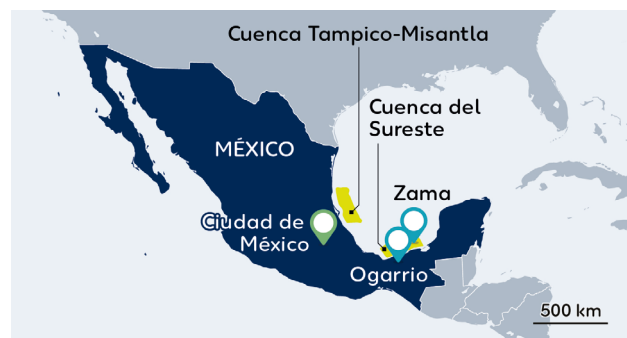 Cuenca Tampico-Misantla
Cuenca del
Sureste
MÉXICO
Zama
Ciudad de
México
Ogarrio
500 km